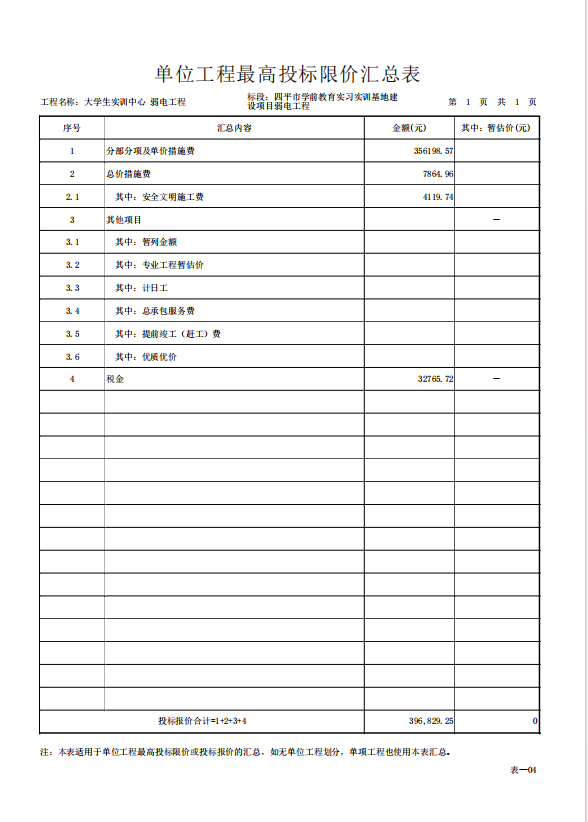 单位工程最高投标限价汇总表
工程名称：大学生实训中心 弱电工程 标段：四平市学前教育实习实训基地建设项目弱电工程 第 1 页 共 1 页
序号 汇总内容 金额(元) 其中：暂估价(元)
1 分部分项及单价措施费 356198.57
2 总价措施费 7864.96
2.1 其中：安全文明施工费 4119.74
3 其他项目 —
3.1 其中：暂列金额
3.2 其中：专业工程暂估价
3.3 其中：计日工
3.4 其中：总承包服务费
3.5 其中：提前竣工（赶工）费
3.6 其中：优质优价
4 税金 32765.72 —
投标报价合计=1+2+3+4 396,829.25 0
注：本表适用于单位工程最高投标限价或投标报价的汇总，如无单位工程划分，单项工程也使用本表汇总。
表—04